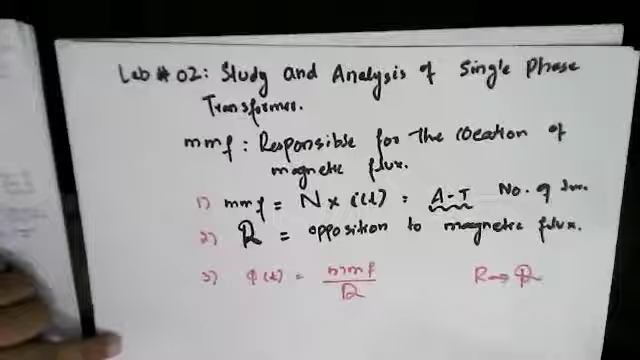 Lab # 02: Study and Analysis of Single Phase
Transformer.
mmf: Responsible for the creation of
magnetic flux.
1) mmf = N x i(t) = A-T No. of
2) R = opposition to magnetic flux.
3) φ(t) = mmf / R R → R